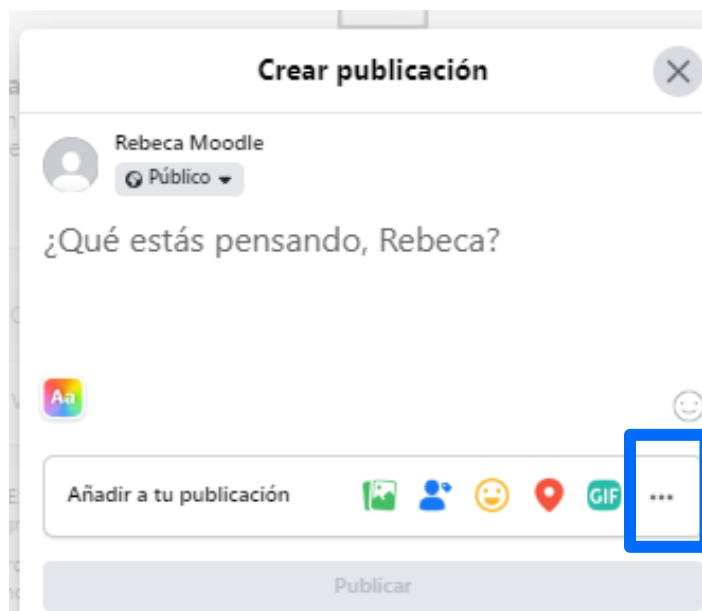 Crear publicación
Rebeca Moodle
Público
¿Qué estás pensando, Rebeca?
Aa
Añadir a tu publicación
GIF
Publicar